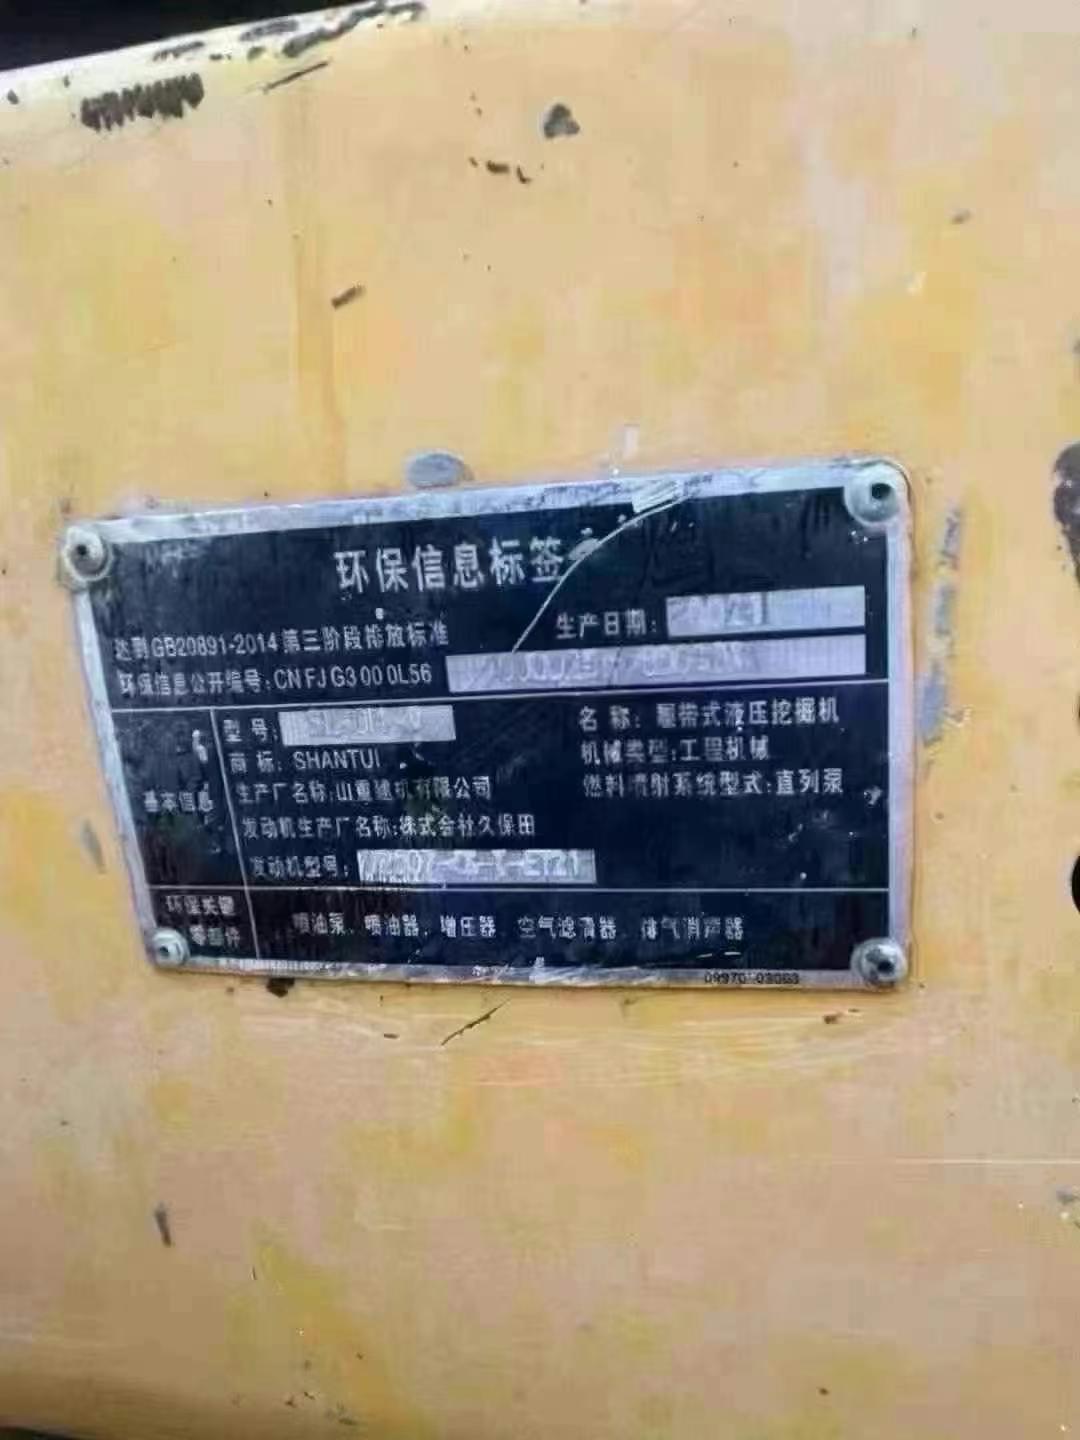 环保信息标签
达到GB20891-2014第三阶段排放标准
生产日期:
环保信息公开编号:CN FJ G3 00 0L56
型号:
名称:履带式液压挖掘机
商标:SHANTUI
机械类型:工程机械
基本信息
生产厂名称:山重建机有限公司
燃料喷射系统型式:直列泵
发动机生产厂名称:株式会社久保田
发动机型号:
环保关键
零部件
喷油泵、喷油器、增压器、空气滤清器、排气消声器